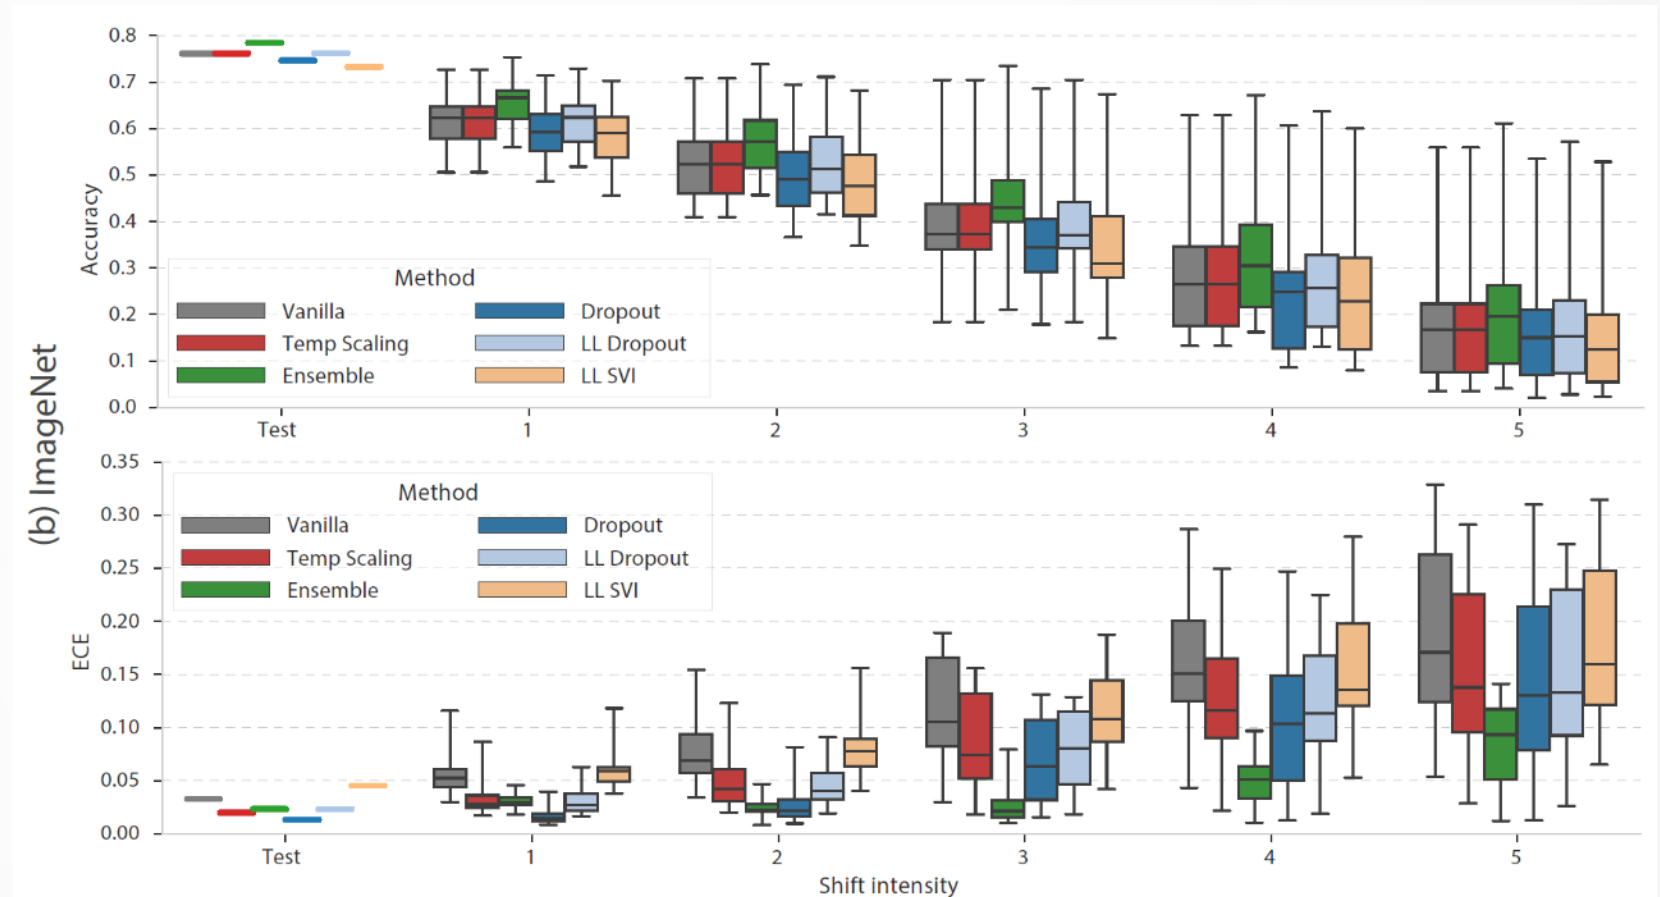 (b) ImageNet
Accuracy
0.8
0.7
0.6
0.5
0.4
0.3
0.2
0.1
0.0
Method
Vanilla Dropout
Temp Scaling LL Dropout
Ensemble LL SVI
Test 1 2 3 4 5
ECE
0.35
0.30
0.25
0.20
0.15
0.10
0.05
0.00
Method
Vanilla Dropout
Temp Scaling LL Dropout
Ensemble LL SVI
Test 1 2 3 4 5
Shift intensity